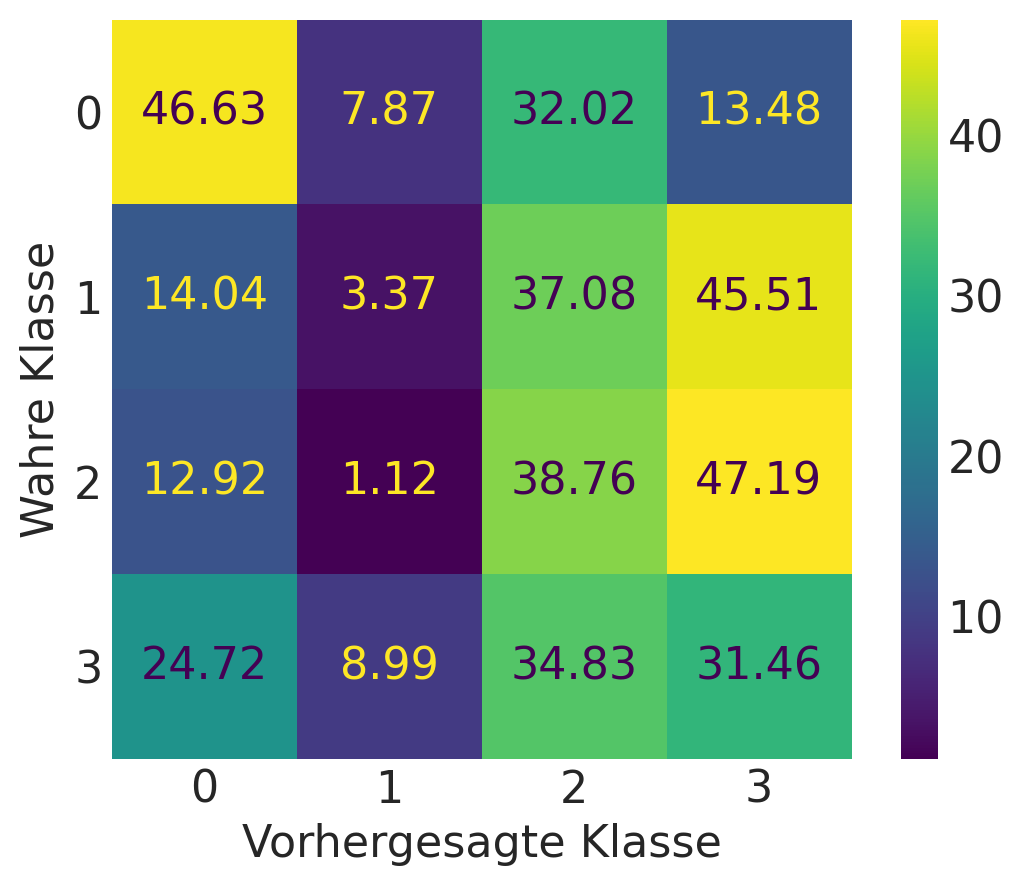 Wahre Klasse
0 46.63 7.87 32.02 13.48
1 14.04 3.37 37.08 45.51
2 12.92 1.12 38.76 47.19
3 24.72 8.99 34.83 31.46
0 1 2 3
Vorhergesagte Klasse
40
30
20
10